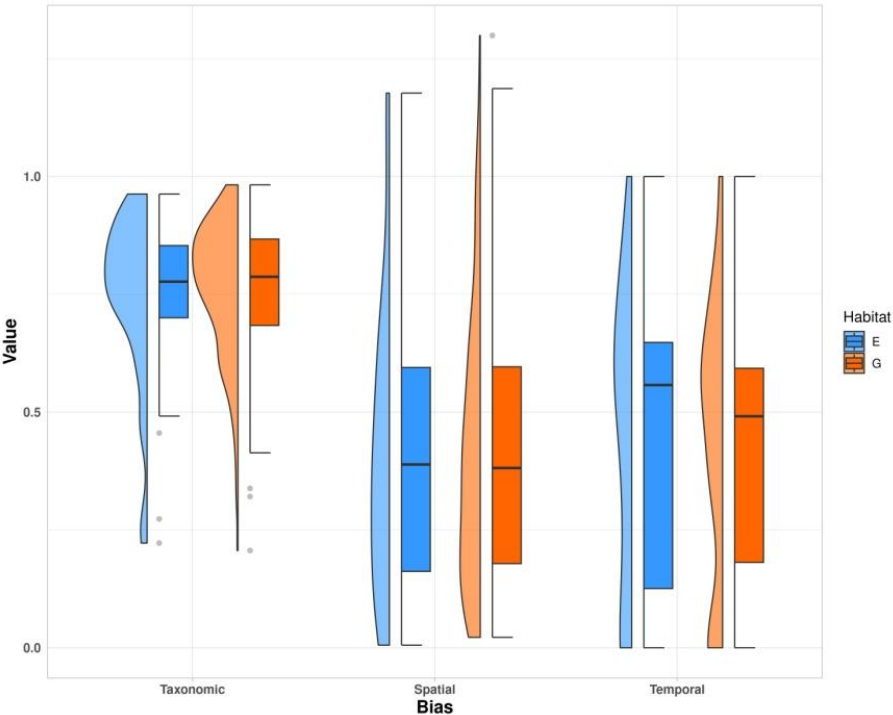 Value
1.0
0.5
0.0
Taxonomic
Spatial
Temporal
Bias
Habitat
E
G